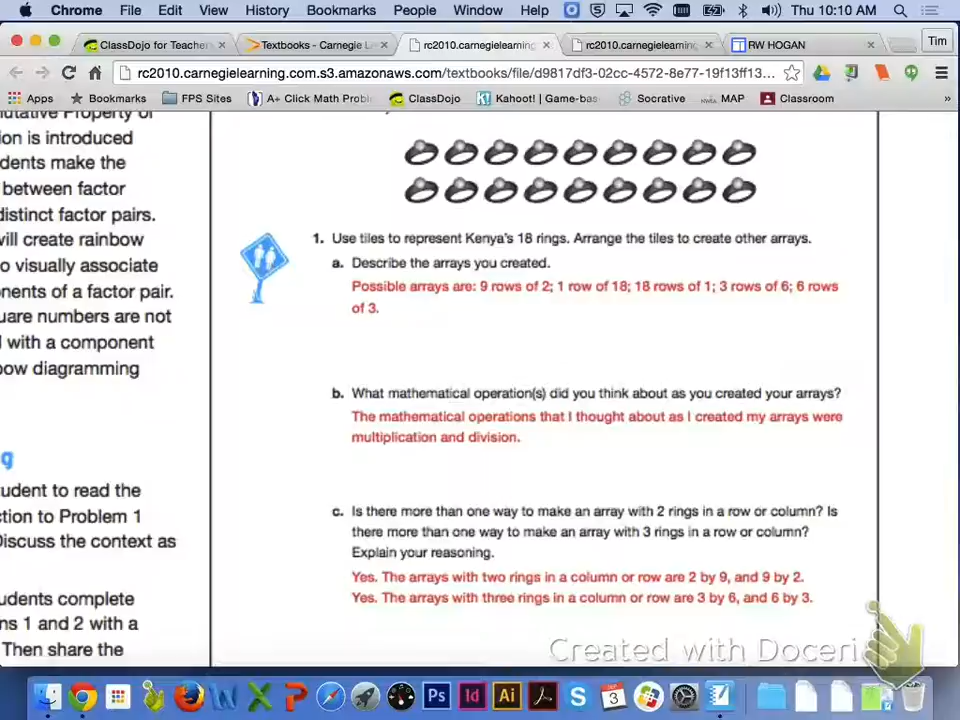 Chrome File Edit View History Bookmarks People Window Help Thu 10:10 AM
ClassDojo for Teacher × Textbooks - Carnegie L × rc2010.carnegielearning × rc2010.carnegielearning × RW HOGAN × Tim
rc2010.carnegielearning.com.s3.amazonaws.com/textbooks/file/d9817df3-02cc-4572-8e77-19f13ff13...
Apps Bookmarks FPS Sites A+ Click Math Probl ClassDojo Kahoot! | Game-bas Socrative MAP Classroom »
mutative Property of
ion is introduced
dents make the
between factor
distinct factor pairs.
vill create rainbow
o visually associate
nents of a factor pair.
uare numbers are not
d with a component
bow diagramming
g
udent to read the
ction to Problem 1
Discuss the context as
udents complete
ns 1 and 2 with a
Then share the
1. Use tiles to represent Kenya's 18 rings. Arrange the tiles to create other arrays.
a. Describe the arrays you created.
Possible arrays are: 9 rows of 2; 1 row of 18; 18 rows of 1; 3 rows of 6; 6 rows
of 3.
b. What mathematical operation(s) did you think about as you created your arrays?
The mathematical operations that I thought about as I created my arrays were
multiplication and division.
c. Is there more than one way to make an array with 2 rings in a row or column? Is
there more than one way to make an array with 3 rings in a row or column?
Explain your reasoning.
Yes. The arrays with two rings in a column or row are 2 by 9, and 9 by 2.
Yes. The arrays with three rings in a column or row are 3 by 6, and 6 by 3.
Created with Doceri
Ps Id Ai S 3